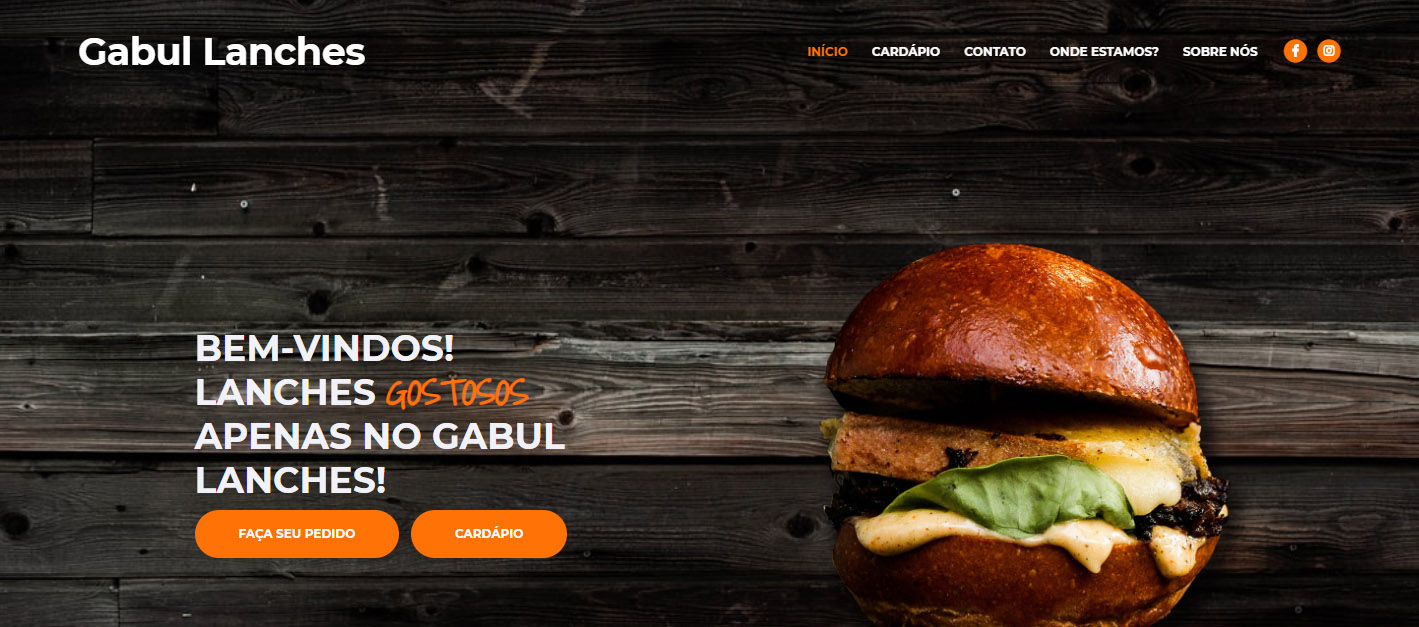 Gabul Lanches
INÍCIO CARDÁPIO CONTATO ONDE ESTAMOS? SOBRE NÓS
BEM-VINDOS!
LANCHES GOSTOSOS
APENAS NO GABUL
LANCHES!
FAÇA SEU PEDIDO CARDÁPIO